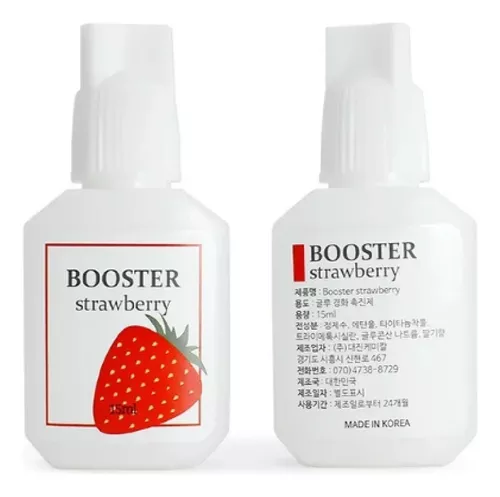 BOOSTER
strawberry
15ml
BOOSTER
strawberry
제품명 : Booster strawberry
용도 : 글루 경화 촉진제
용량 : 15ml
전성분 : 정제수, 에탄올, 타이타늄착물,
트라이메톡시실란, 글루콘산 나트륨, 딸기향
제조업자 : (주) 대진케미칼
경기도 시흥시 신현로 467
전화번호 : 070)4738-8729
제조국 : 대한민국
제조일자 : 별도표시
사용기간 : 제조일로부터 24개월
MADE IN KOREA